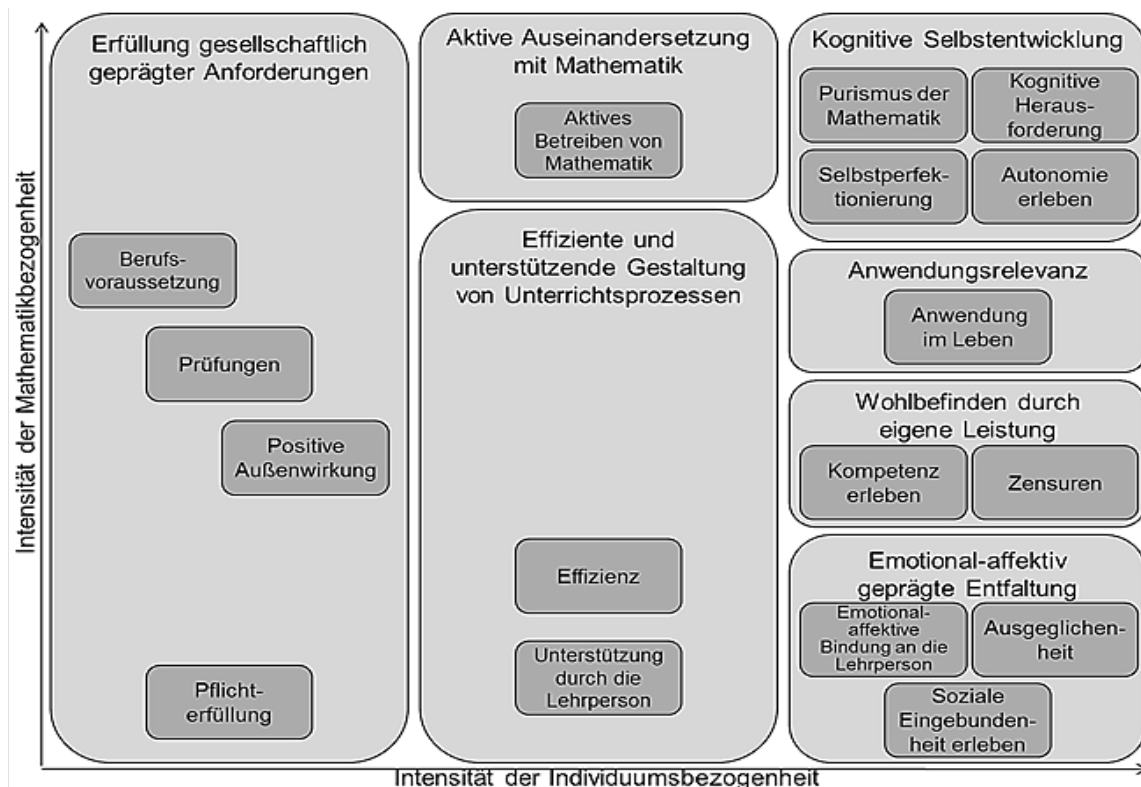 Intensität der Mathematikbezogenheit
Erfüllung gesellschaftlich
geprägter Anforderungen
Berufs-
voraussetzung
Prüfungen
Positive
Außenwirkung
Pflicht-
erfüllung
Aktive Auseinandersetzung
mit Mathematik
Aktives
Betreiben von
Mathematik
Effiziente und
unterstützende Gestaltung
von Unterrichtsprozessen
Effizienz
Unterstützung
durch die
Lehrperson
Kognitive Selbstentwicklung
Purismus der
Mathematik
Kognitive
Heraus-
forderung
Selbstperfek-
tionierung
Autonomie
erleben
Anwendungsrelevanz
Anwendung
im Leben
Wohlbefinden durch
eigene Leistung
Kompetenz
erleben
Zensuren
Emotional-affektiv
geprägte Entfaltung
Emotional-
affektive
Bindung an die
Lehrperson
Ausgeglichen-
heit
Soziale
Eingebunden-
heit erleben
Intensität der Individuumsbezogenheit